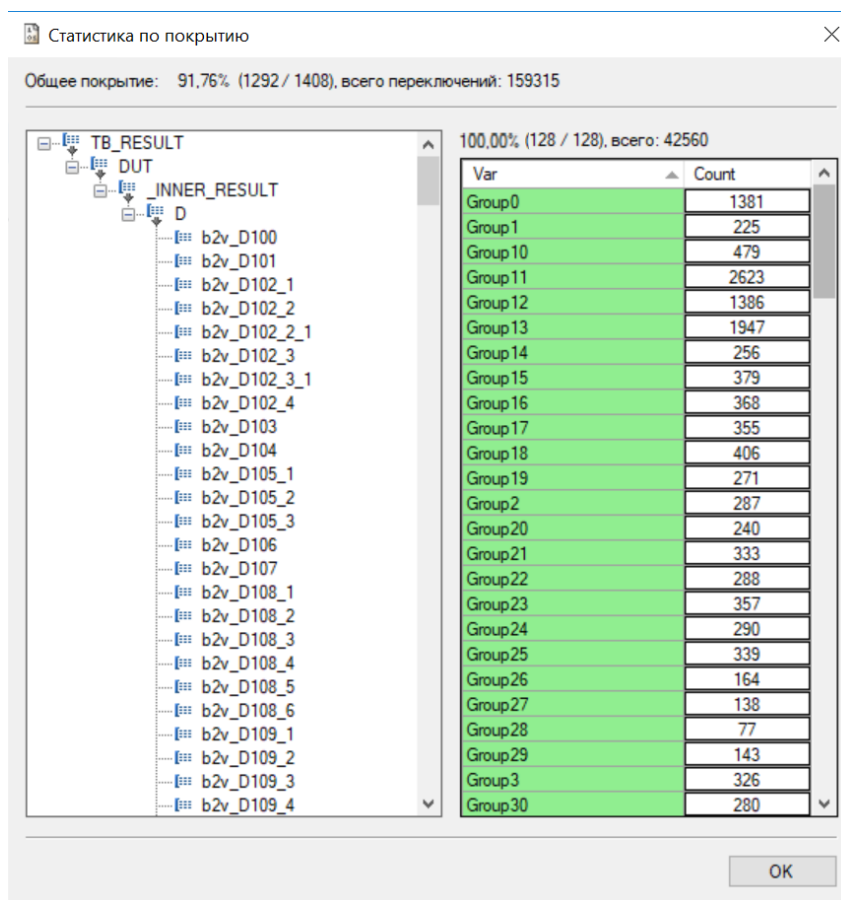 Статистика по покрытию
Общее покрытие: 91,76% (1292 / 1408), всего переключений: 159315
TB_RESULT
DUT
_INNER_RESULT
D
b2v_D100
b2v_D101
b2v_D102_1
b2v_D102_2
b2v_D102_2_1
b2v_D102_3
b2v_D102_3_1
b2v_D102_4
b2v_D103
b2v_D104
b2v_D105_1
b2v_D105_2
b2v_D105_3
b2v_D106
b2v_D107
b2v_D108_1
b2v_D108_2
b2v_D108_3
b2v_D108_4
b2v_D108_5
b2v_D108_6
b2v_D109_1
b2v_D109_2
b2v_D109_3
b2v_D109_4
100,00% (128 / 128), всего: 42560
Var Count
Group0 1381
Group1 225
Group10 479
Group11 2623
Group12 1386
Group13 1947
Group14 256
Group15 379
Group16 368
Group17 355
Group18 406
Group19 271
Group2 287
Group20 240
Group21 333
Group22 288
Group23 357
Group24 290
Group25 339
Group26 164
Group27 138
Group28 77
Group29 143
Group3 326
Group30 280
OK